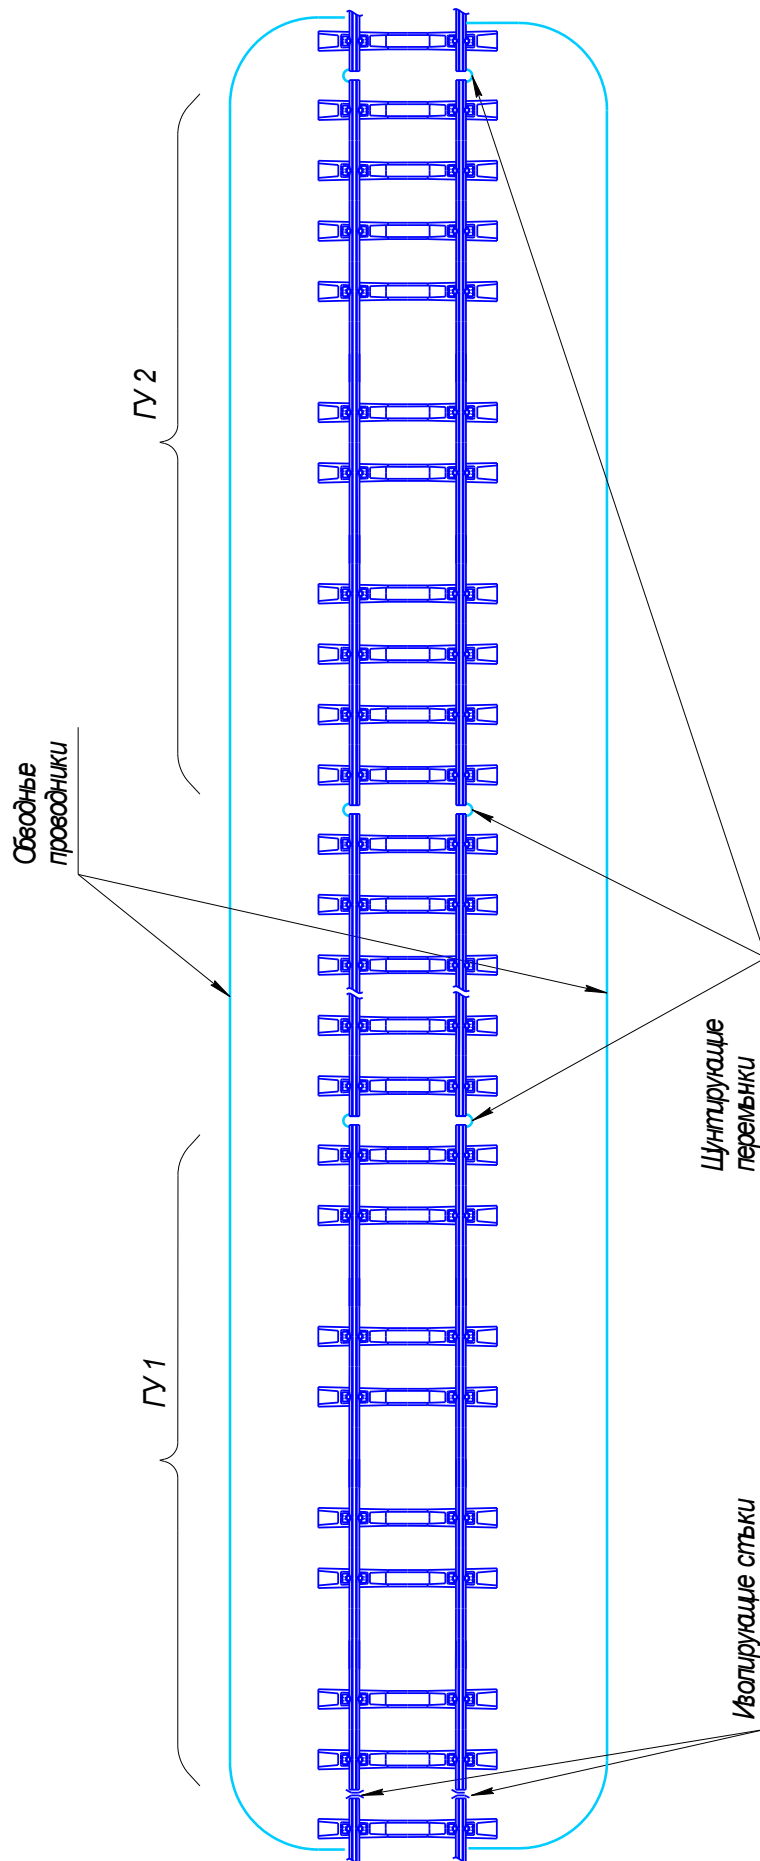 Обводные
проводники
ГУ 1
ГУ 2
Шунтирующие
перемычки
Изолирующие стыки